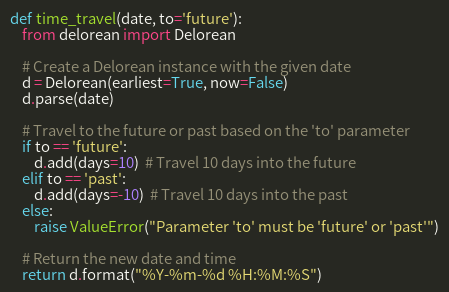 def time_travel(date, to='future'):
from delorean import Delorean
# Create a Delorean instance with the given date
d = Delorean(earliest=True, now=False)
d.parse(date)
# Travel to the future or past based on the 'to' parameter
if to == 'future':
d.add(days=10) # Travel 10 days into the future
elif to == 'past':
d.add(days=-10) # Travel 10 days into the past
else:
raise ValueError("Parameter 'to' must be 'future' or 'past'")
# Return the new date and time
return d.format("%Y-%m-%d %H:%M:%S")